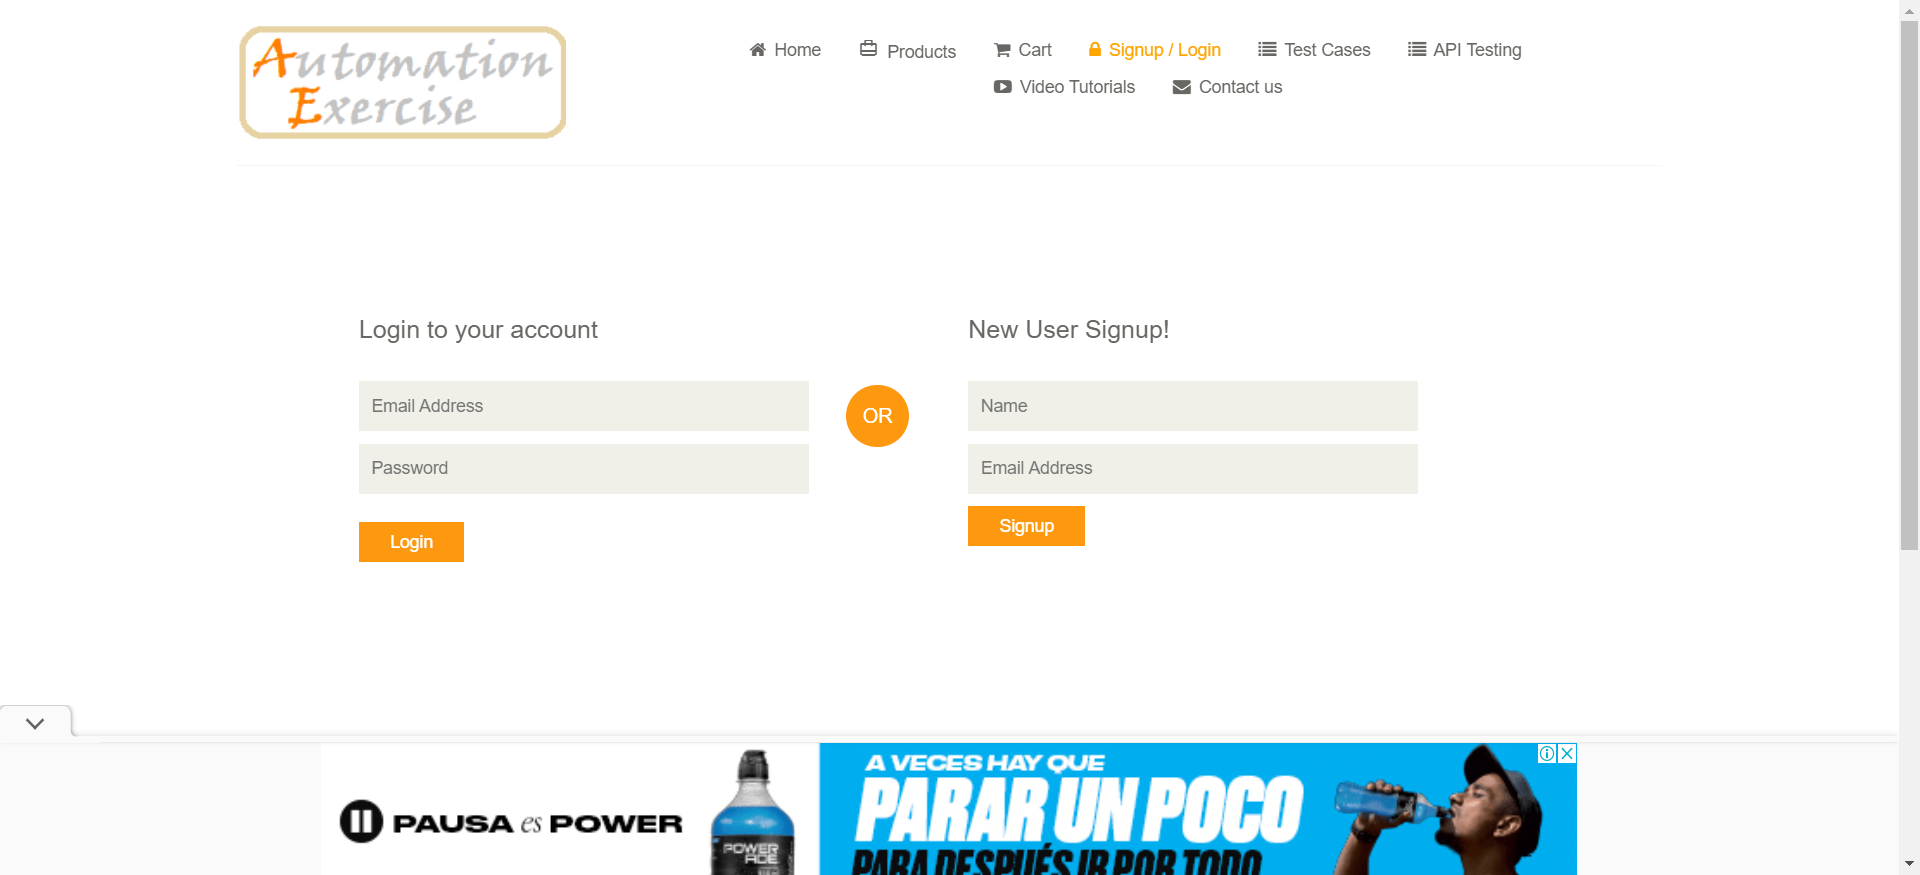 Automation
Exercise
Home
Products
Cart
Signup / Login
Test Cases
API Testing
Video Tutorials
Contact us
Login to your account
New User Signup!
Email Address
Password
Login
OR
Name
Email Address
Signup
PAUSA es POWER
POWER
ADE
A VECES HAY QUE
PARAR UN POCO
PARA DESPUÉS IR POR TODO